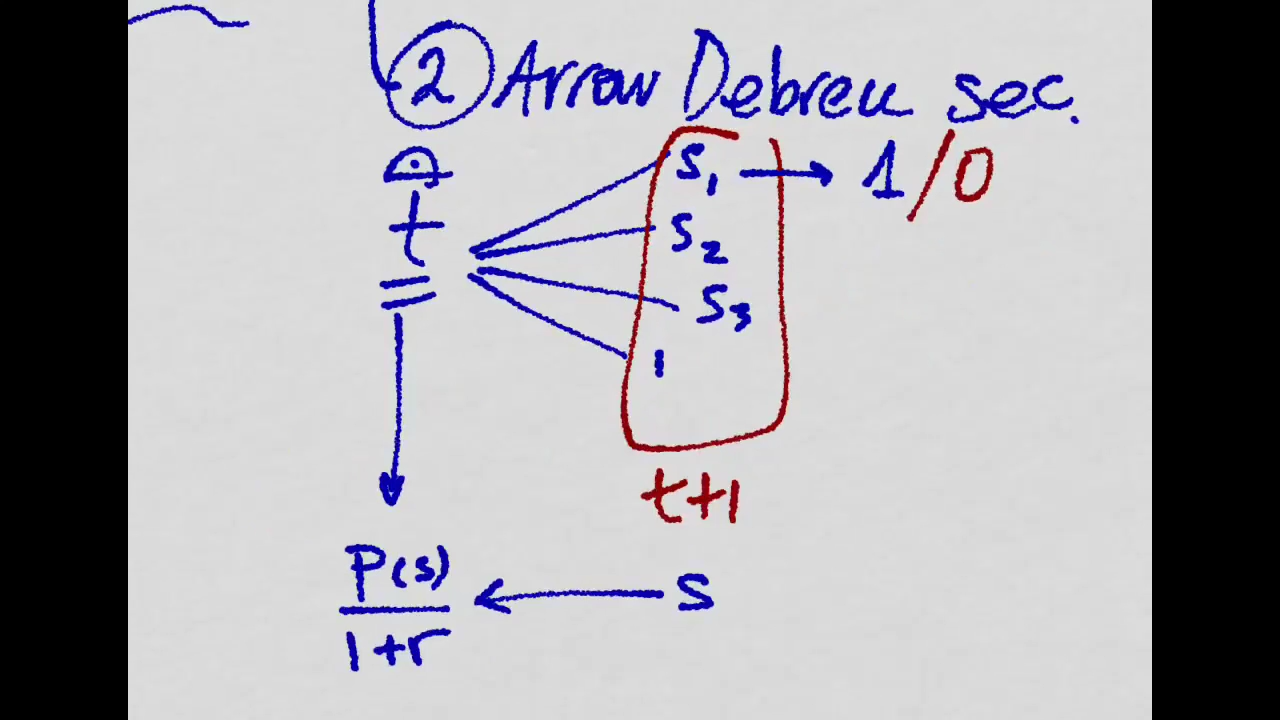 2 Arrow Debreu sec.
s1 → 1/0
t
s2
s3
t+1
P(s) ← s
1+r